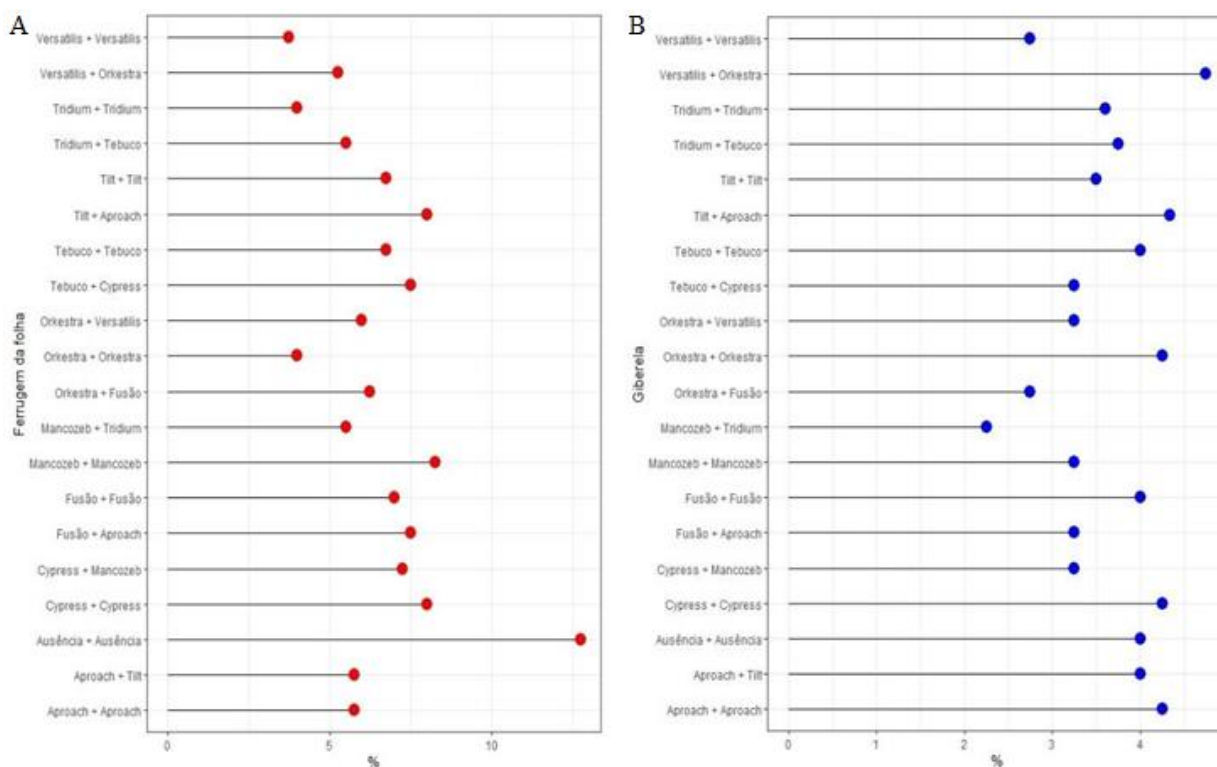 A
Ferrugem da folha
Versatilis + Versatilis
Versatilis + Orkestra
Tridium + Tridium
Tridium + Tebuco
Tilt + Tilt
Tilt + Aproach
Tebuco + Tebuco
Tebuco + Cypress
Orkestra + Versatilis
Orkestra + Orkestra
Orkestra + Fusão
Mancozeb + Tridium
Mancozeb + Mancozeb
Fusão + Fusão
Fusão + Aproach
Cypress + Mancozeb
Cypress + Cypress
Ausência + Ausência
Aproach + Tilt
Aproach + Aproach
0 5 10
%
B
Giberela
Versatilis + Versatilis
Versatilis + Orkestra
Tridium + Tridium
Tridium + Tebuco
Tilt + Tilt
Tilt + Aproach
Tebuco + Tebuco
Tebuco + Cypress
Orkestra + Versatilis
Orkestra + Orkestra
Orkestra + Fusão
Mancozeb + Tridium
Mancozeb + Mancozeb
Fusão + Fusão
Fusão + Aproach
Cypress + Mancozeb
Cypress + Cypress
Ausência + Ausência
Aproach + Tilt
Aproach + Aproach
0 1 2 3 4
%